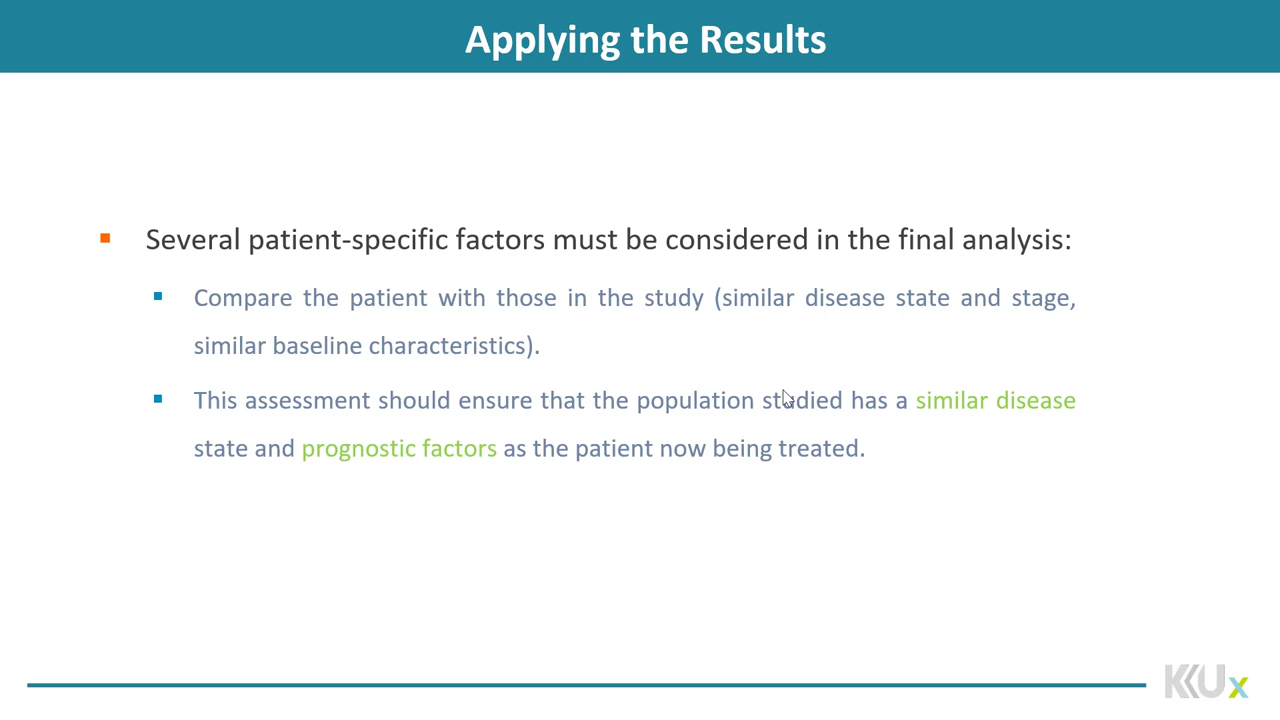 Applying the Results
Several patient-specific factors must be considered in the final analysis:
Compare the patient with those in the study (similar disease state and stage,
similar baseline characteristics).
This assessment should ensure that the population studied has a similar disease
state and prognostic factors as the patient now being treated.
KKUx